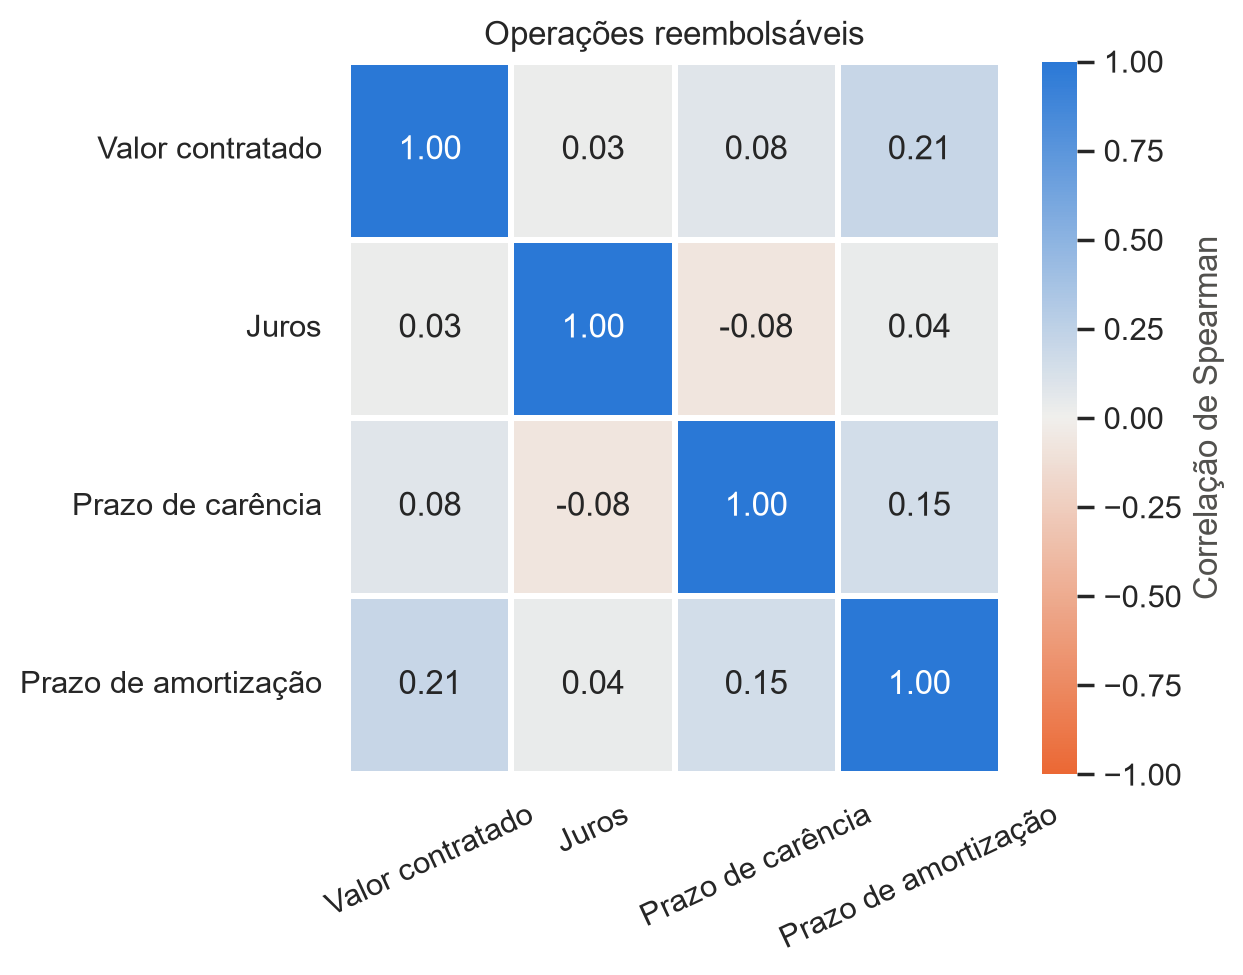 Operações reembolsáveis
Valor contratado 1.00 0.03 0.08 0.21
Juros 0.03 1.00 -0.08 0.04
Prazo de carência 0.08 -0.08 1.00 0.15
Prazo de amortização 0.21 0.04 0.15 1.00
Valor contratado
Juros
Prazo de carência
Prazo de amortização
1.00
0.75
0.50
0.25
0.00
−0.25
−0.50
−0.75
−1.00
Correlação de Spearman